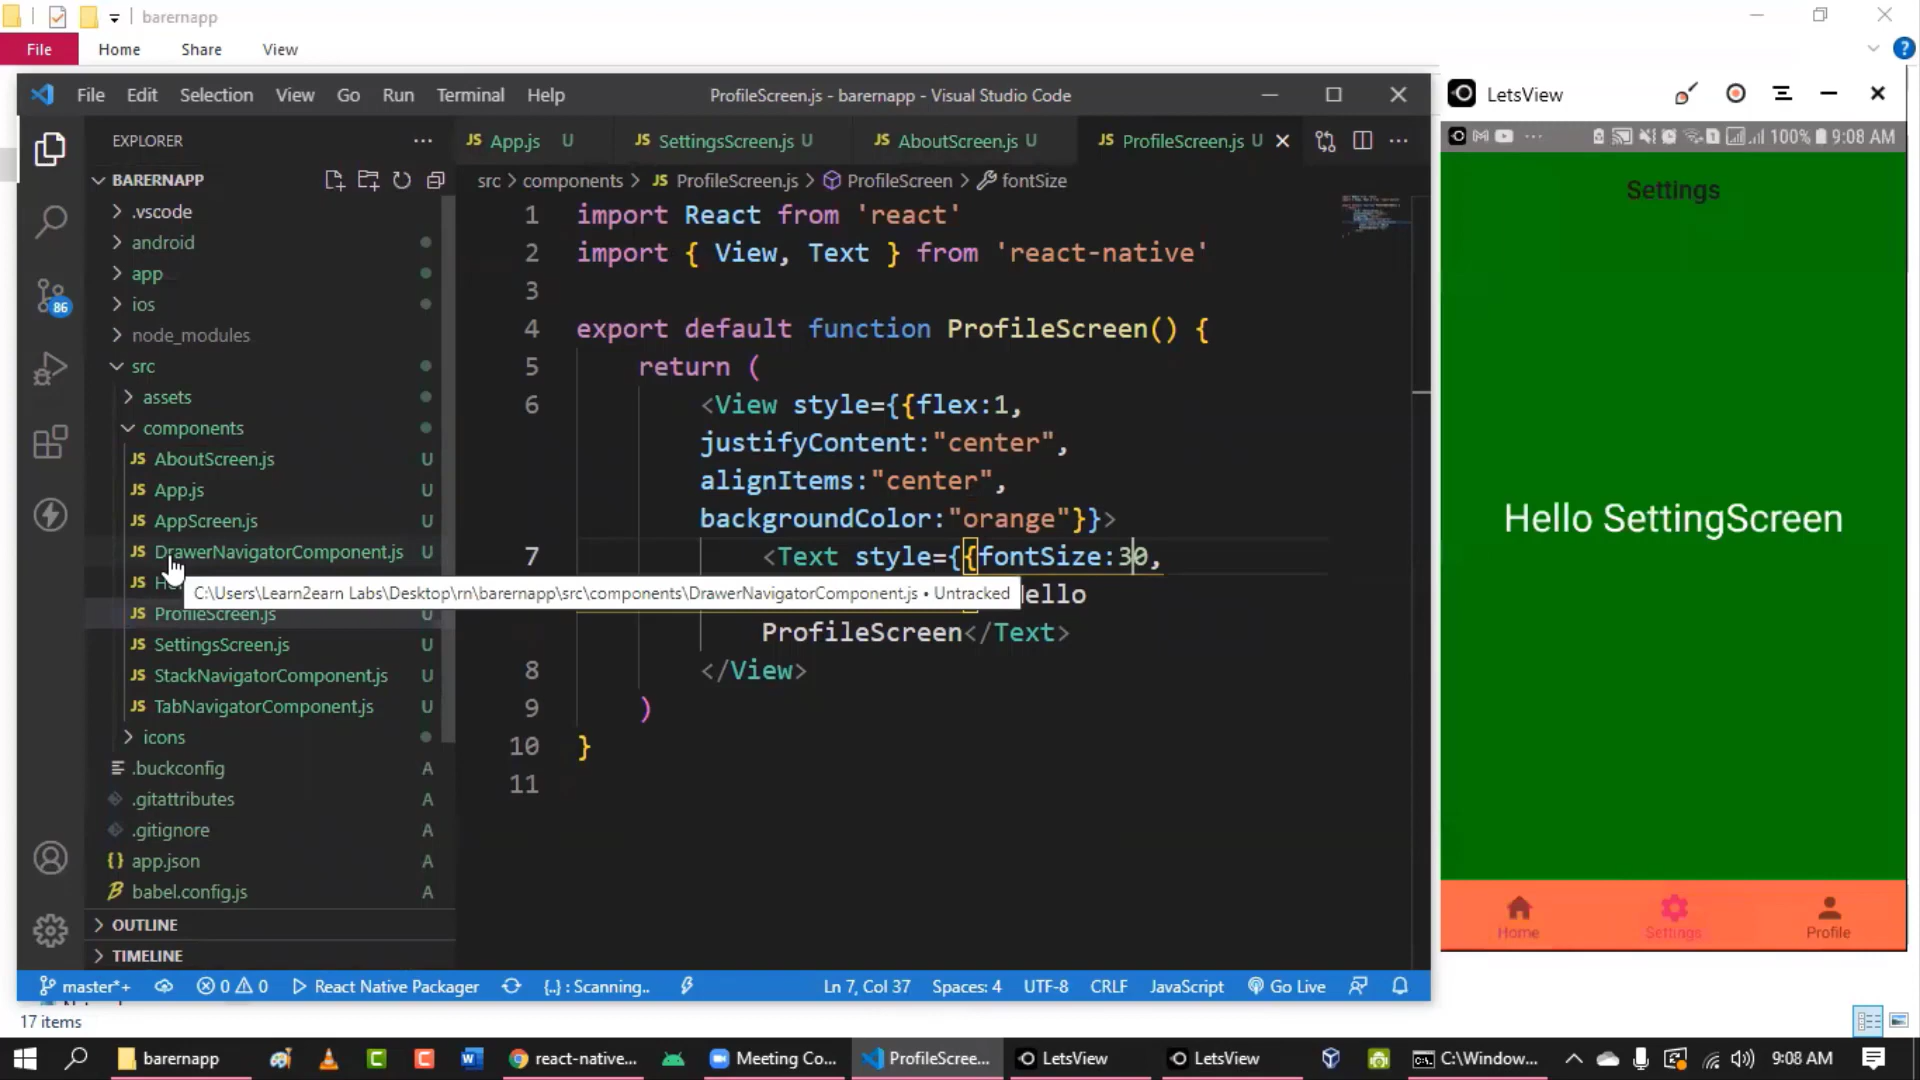 barernapp
File Home Share View
File Edit Selection View Go Run Terminal Help
ProfileScreen.js - barernapp - Visual Studio Code
EXPLORER
JS App.js U
JS SettingsScreen.js U
JS AboutScreen.js U
JS ProfileScreen.js U
BARERNAPP
src > components > JS ProfileScreen.js > ProfileScreen > fontSize
.vscode
android
app
ios
node_modules
src
assets
components
JS AboutScreen.js U
JS App.js U
JS AppScreen.js U
JS DrawerNavigatorComponent.js U
JS
C:\Users\Learn2earn Labs\Desktop\rn\barernapp\src\components\DrawerNavigatorComponent.js • Untracked
JS ProfileScreen.js U
JS SettingsScreen.js U
JS StackNavigatorComponent.js U
JS TabNavigatorComponent.js U
icons
.buckconfig A
.gitattributes A
.gitignore A
{} app.json A
babel.config.js A
OUTLINE
TIMELINE
86
1 import React from 'react'
2 import { View, Text } from 'react-native'
3
4 export default function ProfileScreen() {
5 return (
6 <View style={{flex:1,
justifyContent:"center",
alignItems:"center",
backgroundColor:"orange"}}>
7 <Text style={{fontSize:30,
ello
ProfileScreen</Text>
8 </View>
9 )
10 }
11
master*+ 0 0 React Native Packager {..} : Scanning.. Ln 7, Col 37 Spaces: 4 UTF-8 CRLF JavaScript Go Live
LetsView
100% 9:08 AM
Settings
Hello SettingScreen
Home Settings Profile
17 items
barernapp react-native... Meeting Co... ProfileScree... LetsView LetsView C:\Window... 9:08 AM